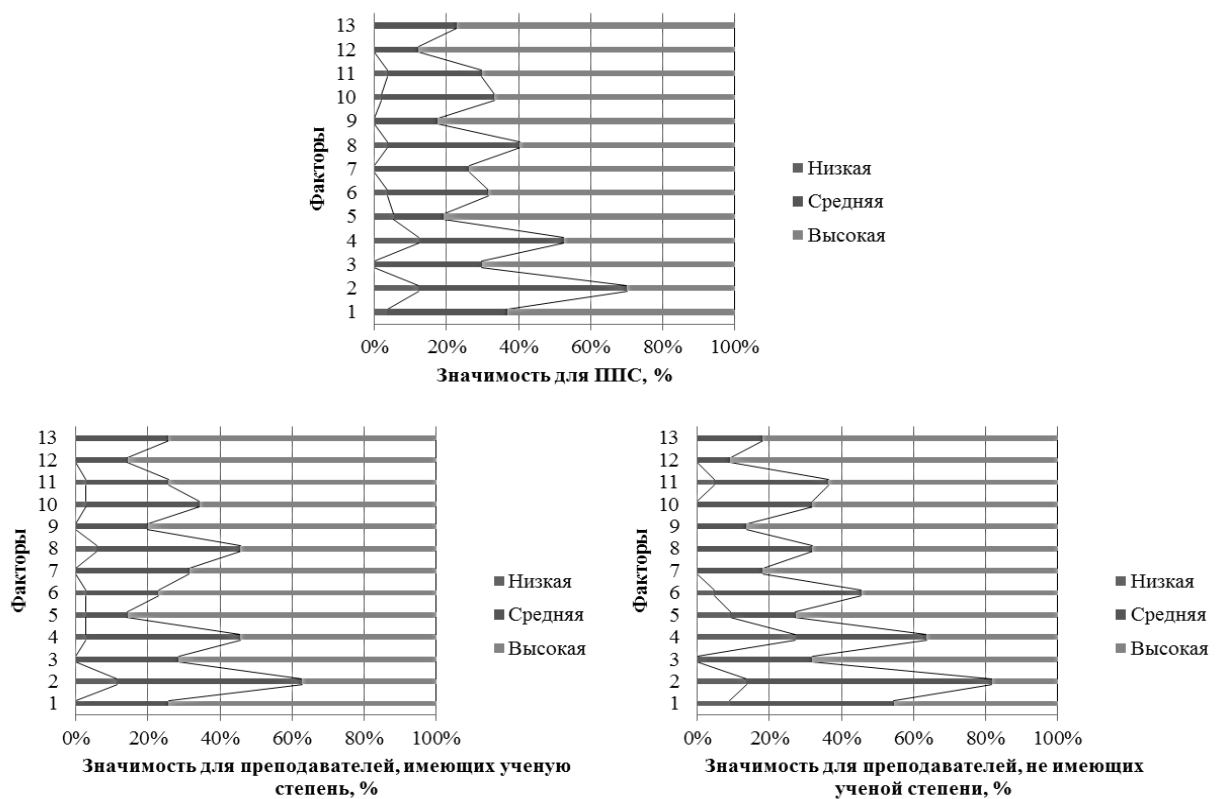 Факторы
13
12
11
10
9
8
7
6
5
4
3
2
1
0% 20% 40% 60% 80% 100%
Значимость для ППС, %
Низкая
Средняя
Высокая
Факторы
13
12
11
10
9
8
7
6
5
4
3
2
1
0% 20% 40% 60% 80% 100%
Значимость для преподавателей, имеющих ученую
степень, %
Низкая
Средняя
Высокая
Факторы
13
12
11
10
9
8
7
6
5
4
3
2
1
0% 20% 40% 60% 80% 100%
Значимость для преподавателей, не имеющих
ученой степени, %
Низкая
Средняя
Высокая